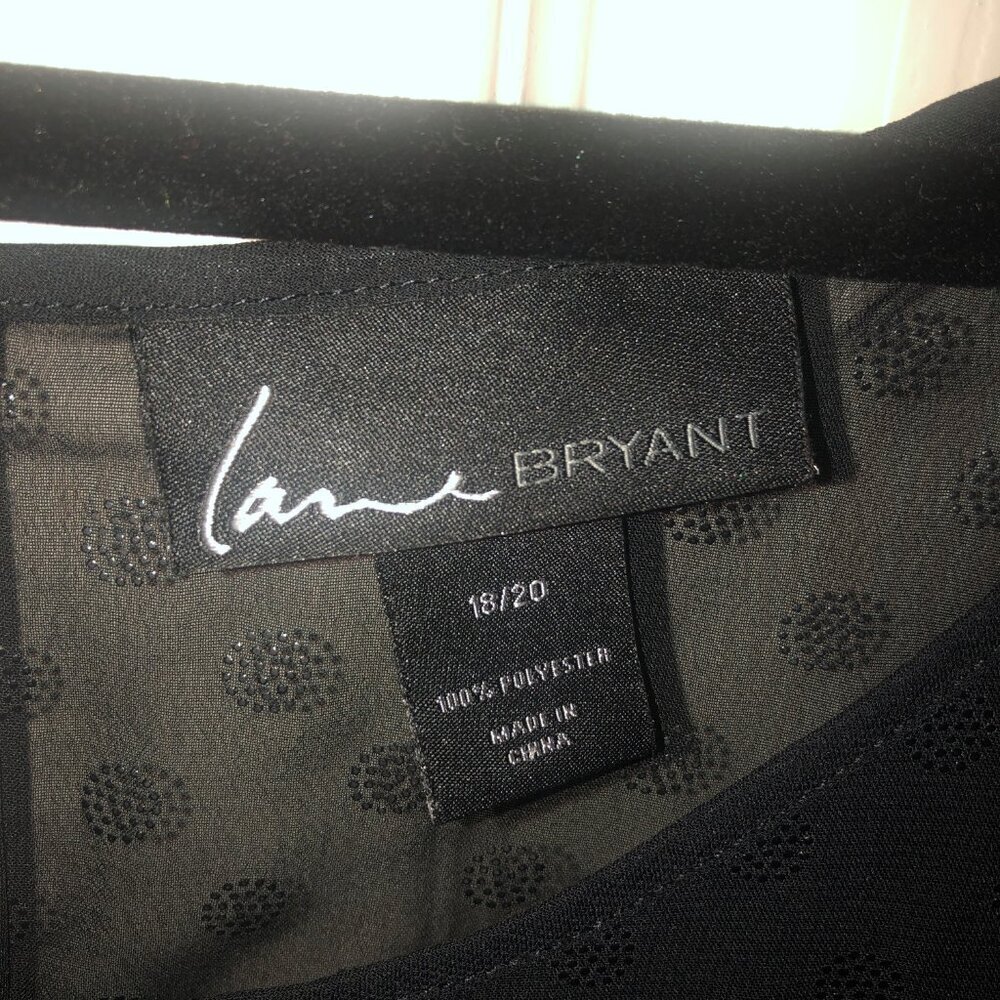 lane BRYANT
18/20
100% POLYESTER
MADE IN
CHINA